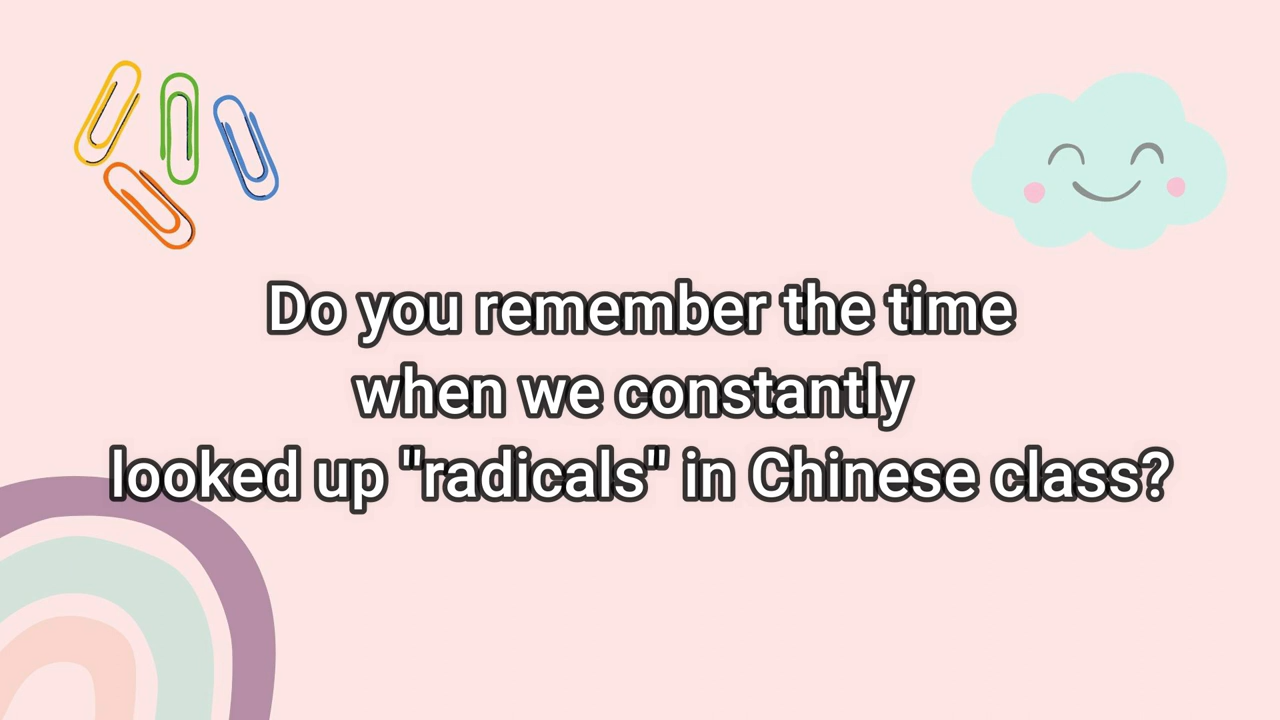 Do you remember the time
when we constantly
looked up "radicals" in Chinese class?